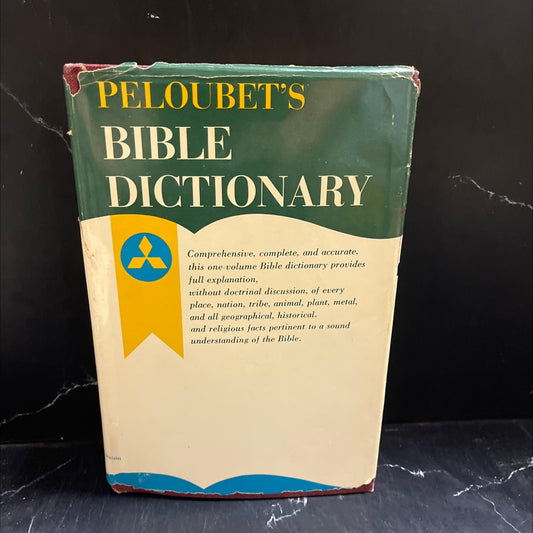 PELOUBET'S
BIBLE
DICTIONARY
Comprehensive, complete, and accurate,
this one-volume Bible dictionary provides
full explanation,
without doctrinal discussion, of every
place, nation, tribe, animal, plant, metal,
and all geographical, historical,
and religious facts pertinent to a sound
understanding of the Bible.